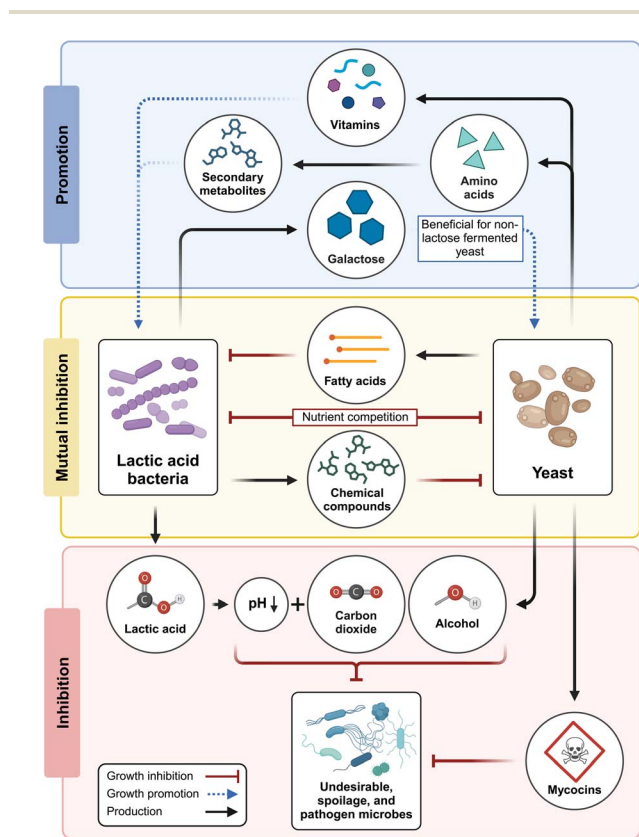 Promotion
Vitamins
Secondary
metabolites
Amino
acids
Galactose
Beneficial for non-
lactose fermented
yeast
Mutual inhibition
Lactic acid
bacteria
Fatty acids
Nutrient competition
Chemical
compounds
Yeast
Inhibition
O
C
O
H
Lactic acid
pH ↓
+
O
C
O
Carbon
dioxide
O
H
Alcohol
Undesirable,
spoilage, and
pathogen microbes
Mycocins
Growth inhibition
Growth promotion
Production